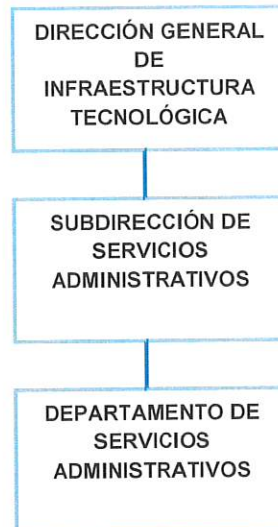 DIRECCIÓN GENERAL
DE
INFRAESTRUCTURA
TECNOLÓGICA
SUBDIRECCIÓN DE
SERVICIOS
ADMINISTRATIVOS
DEPARTAMENTO DE
SERVICIOS
ADMINISTRATIVOS